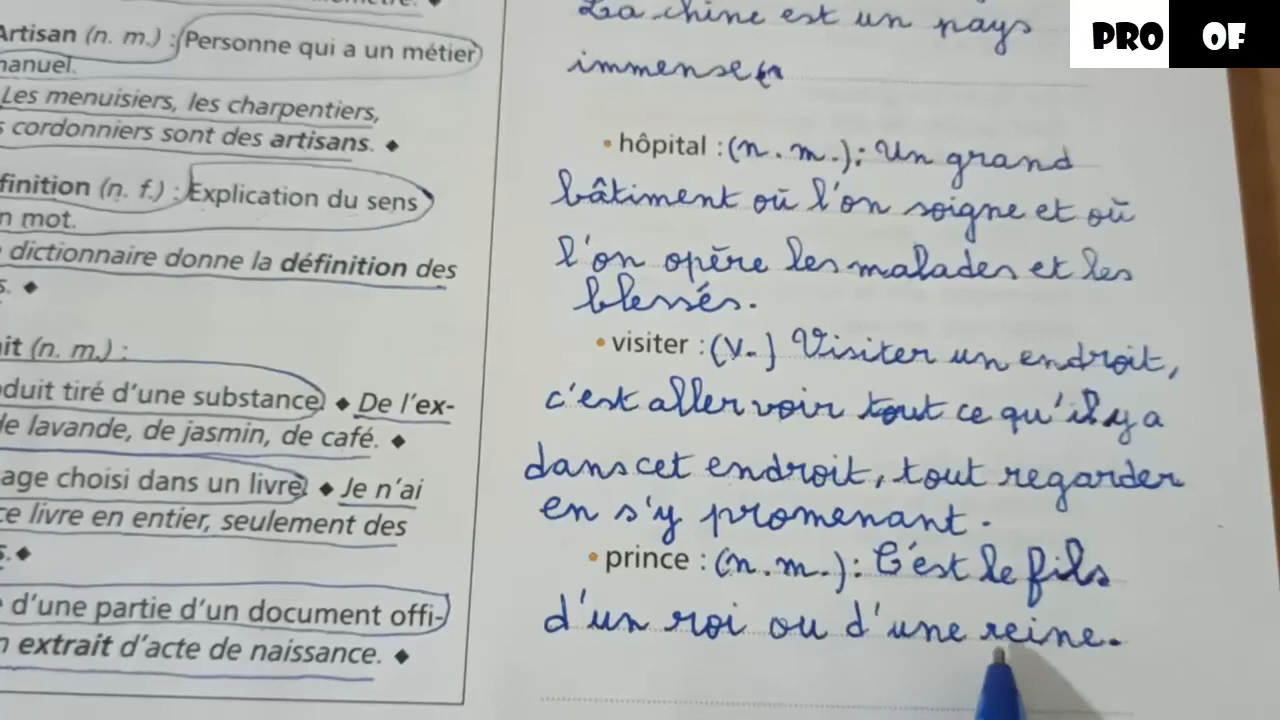 Artisan (n. m.) : Personne qui a un métier
manuel.
Les menuisiers, les charpentiers,
cordonniers sont des artisans. ◆
finition (n. f.) : Explication du sens
n mot.
dictionnaire donne la définition des
s. ◆
it (n. m.) :
duit tiré d'une substance ◆ De l'ex-
de lavande, de jasmin, de café. ◆
age choisi dans un livre ◆ Je n'ai
ce livre en entier, seulement des
s. ◆
d'une partie d'un document offi-
n extrait d'acte de naissance. ◆
La chine est un pays
immense
• hôpital : (n. m.) : Un grand
bâtiment où l'on soigne et où
l'on opère les malades et les
blessés.
• visiter : (v.) Visiter un endroit,
c'est aller voir tout ce qu'il y a
dans cet endroit, tout regarder
en s'y promenant.
• prince : (n. m.) : C'est le fils
d'un roi ou d'une reine.
PRO OF